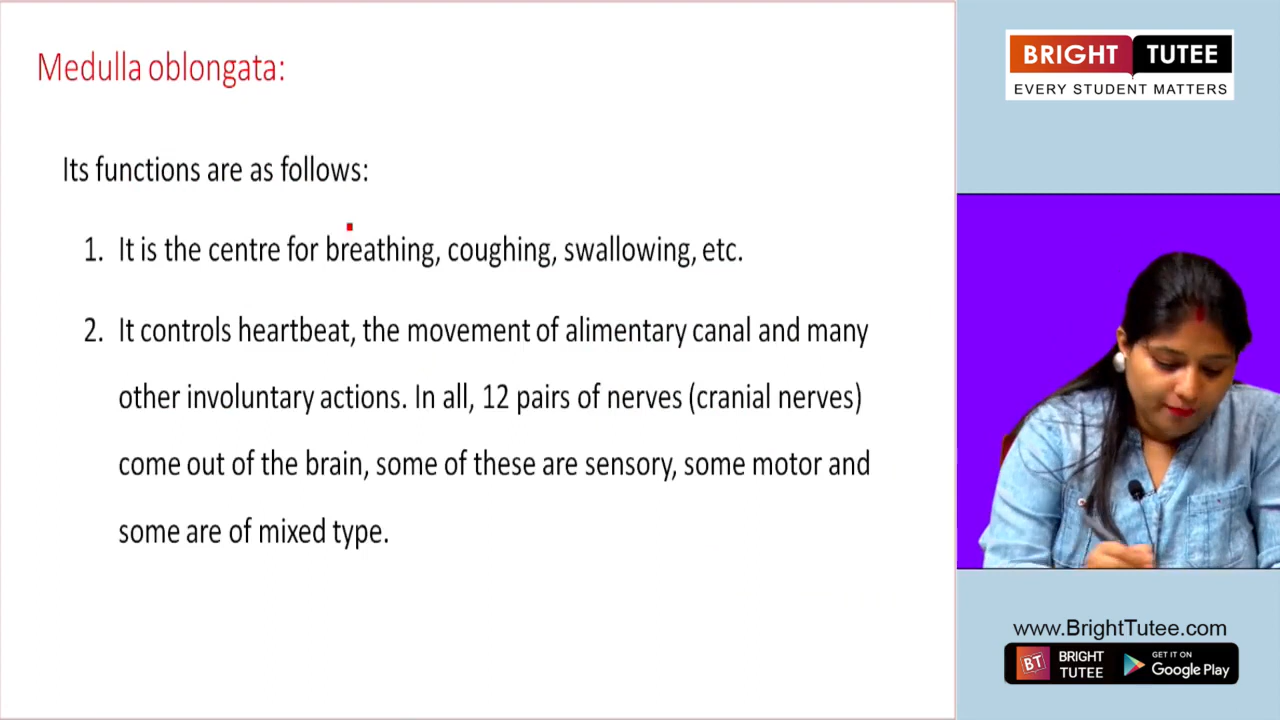 Medulla oblongata:
Its functions are as follows:
1. It is the centre for breathing, coughing, swallowing, etc.
2. It controls heartbeat, the movement of alimentary canal and many
other involuntary actions. In all, 12 pairs of nerves (cranial nerves)
come out of the brain, some of these are sensory, some motor and
some are of mixed type.
BRIGHT TUTEE
EVERY STUDENT MATTERS
www.BrightTutee.com
BT
BRIGHT
TUTEE
GET IT ON
Google Play